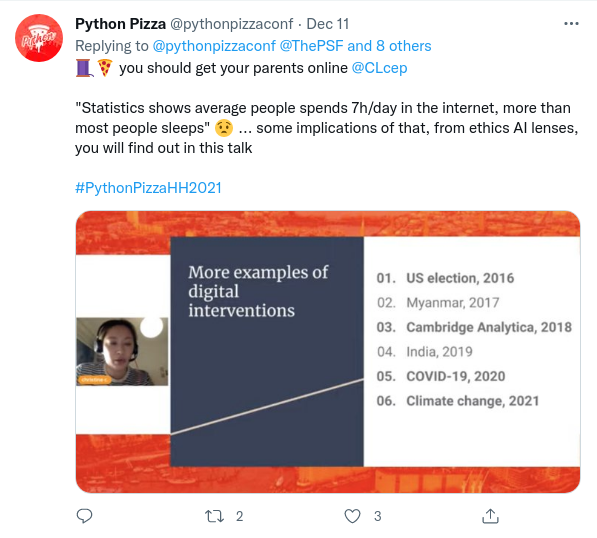 Python Pizza @pythonpizzaconf · Dec 11
Replying to @pythonpizzaconf @ThePSF and 8 others
🧵🍕 you should get your parents online @CLcep
"Statistics shows average people spends 7h/day in the internet, more than
most people sleeps" 😟 ... some implications of that, from ethics AI lenses,
you will find out in this talk
#PythonPizzaHH2021
More examples of
digital
interventions
01. US election, 2016
02. Myanmar, 2017
03. Cambridge Analytica, 2018
04. India, 2019
05. COVID-19, 2020
06. Climate change, 2021
2
3